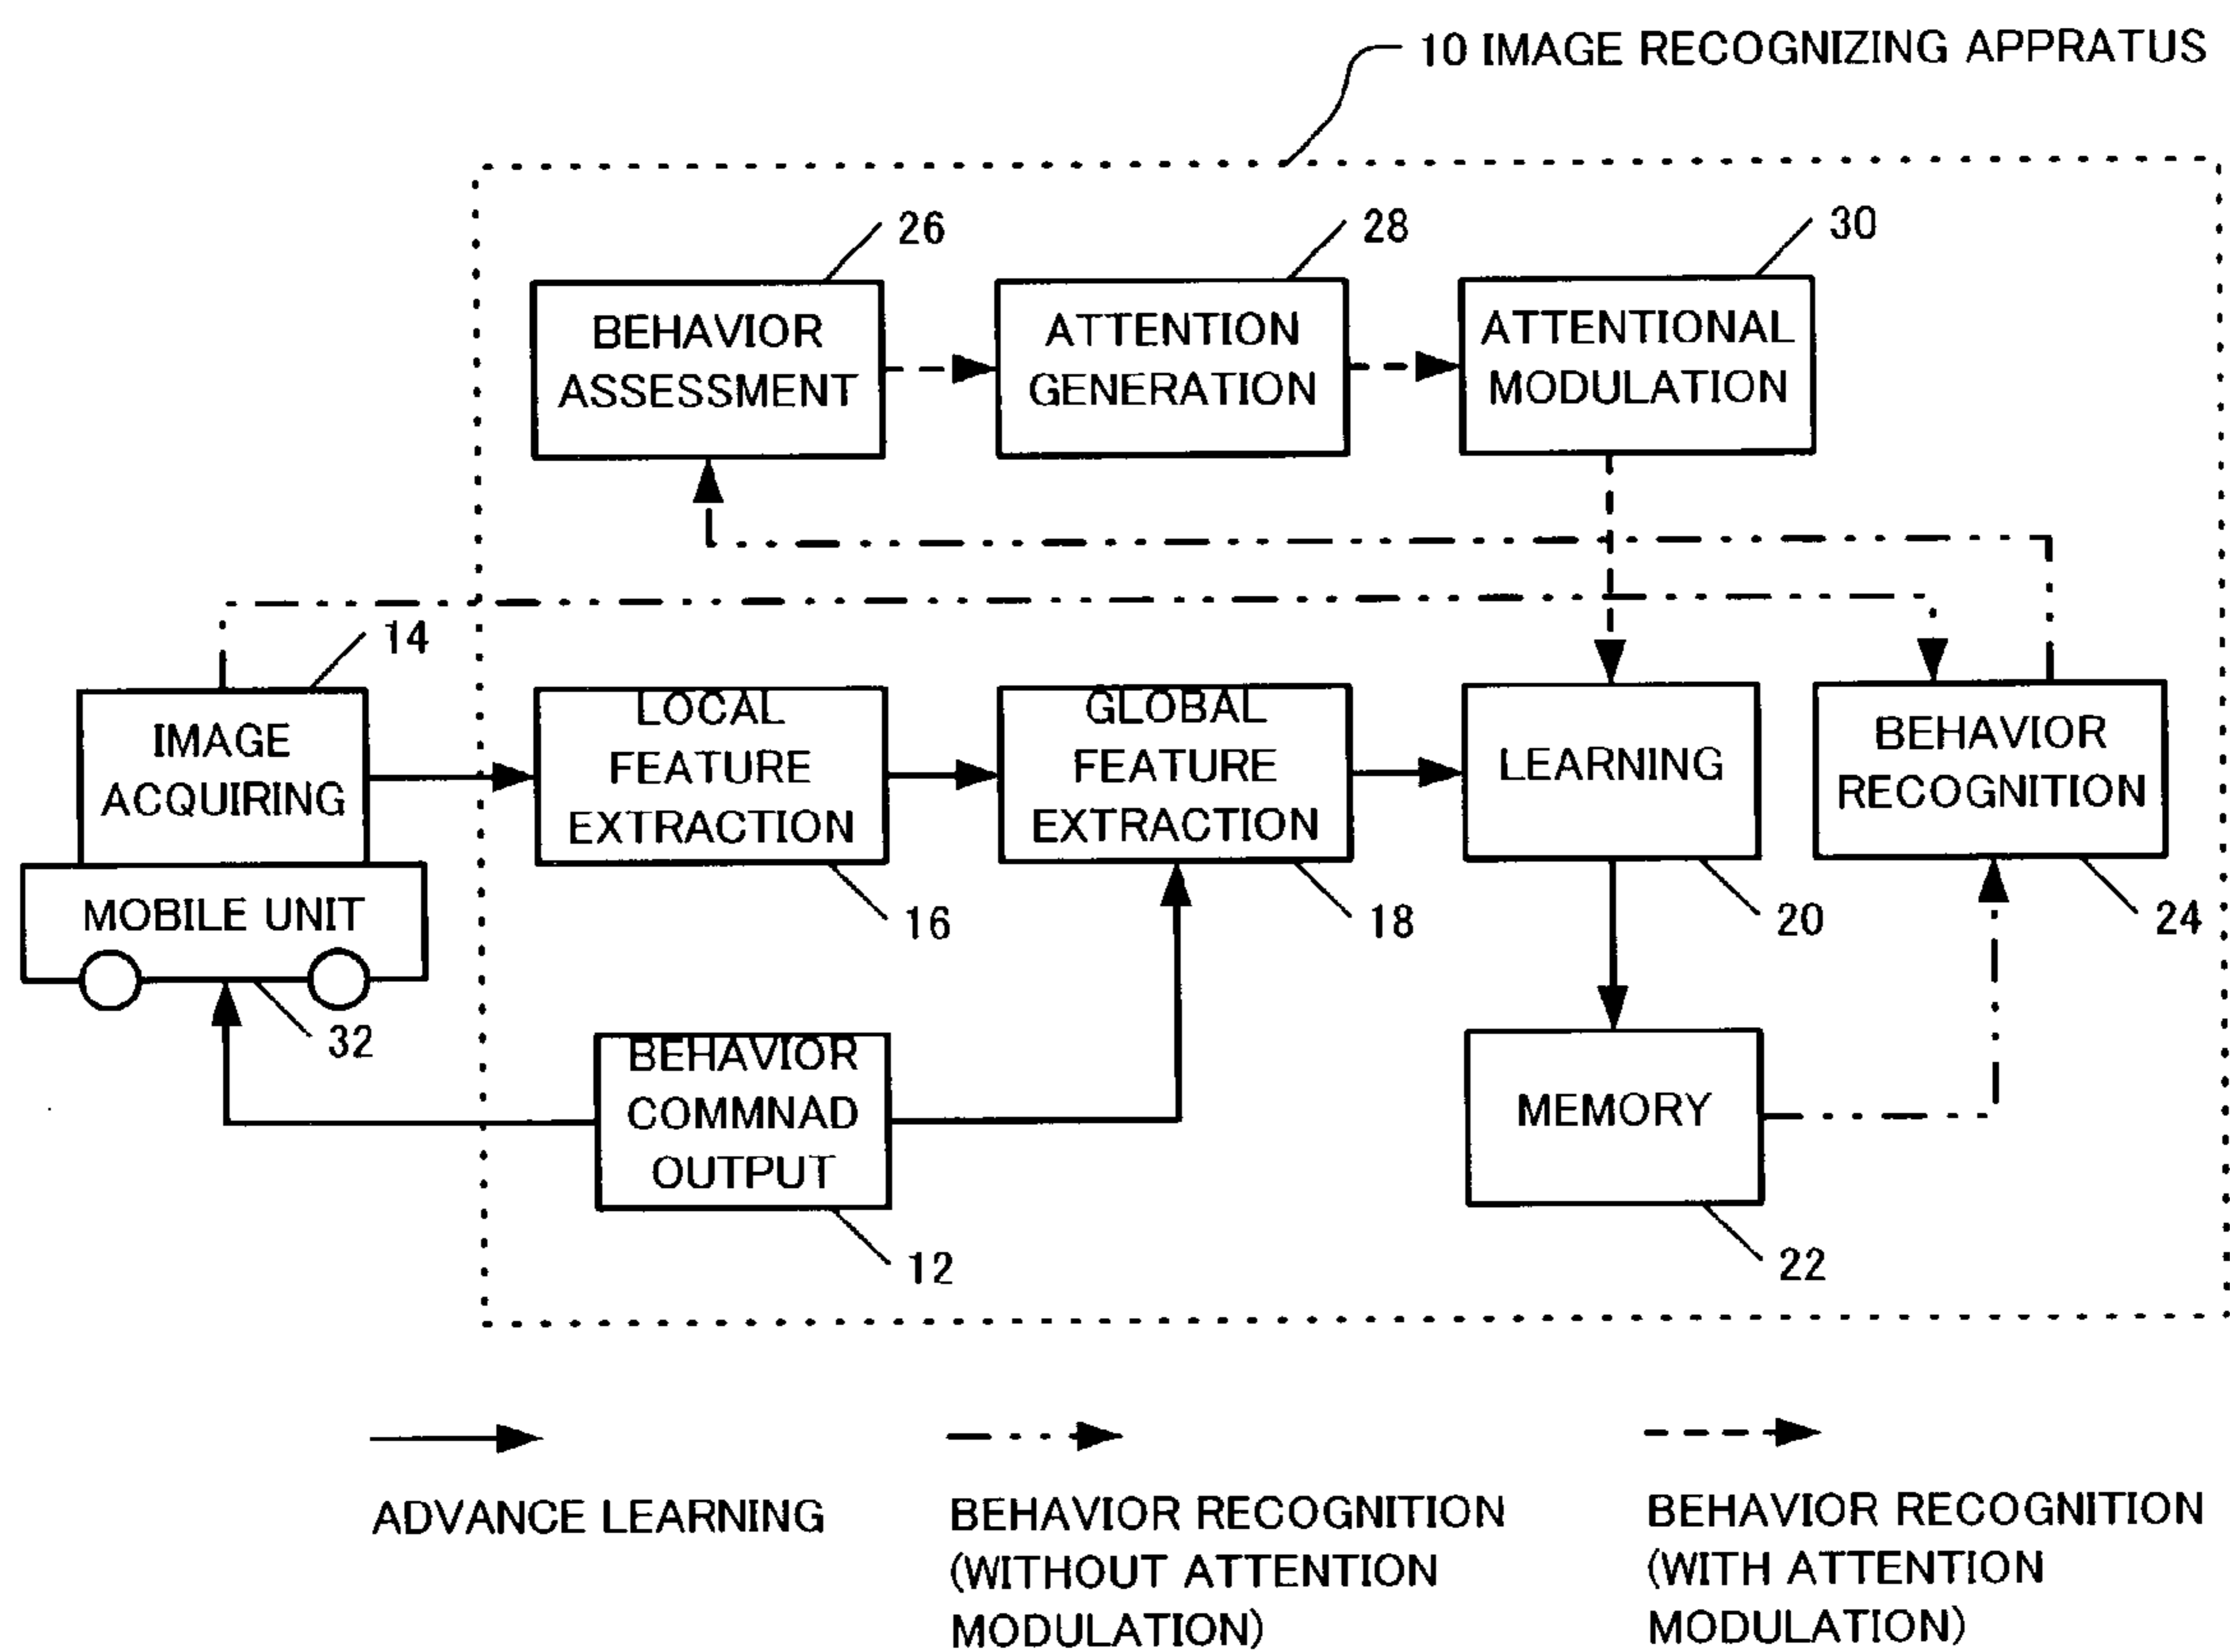 10 IMAGE RECOGNIZING APPRATUS
26
28
30
BEHAVIOR
ASSESSMENT
ATTENTION
GENERATION
ATTENTIONAL
MODULATION
14
IMAGE
ACQUIRING
LOCAL
FEATURE
EXTRACTION
GLOBAL
FEATURE
EXTRACTION
LEARNING
BEHAVIOR
RECOGNITION
MOBILE UNIT
16
18
20
24
32
BEHAVIOR
COMMNAD
OUTPUT
MEMORY
12
22
ADVANCE LEARNING
BEHAVIOR RECOGNITION
(WITHOUT ATTENTION
MODULATION)
BEHAVIOR RECOGNITION
(WITH ATTENTION
MODULATION)